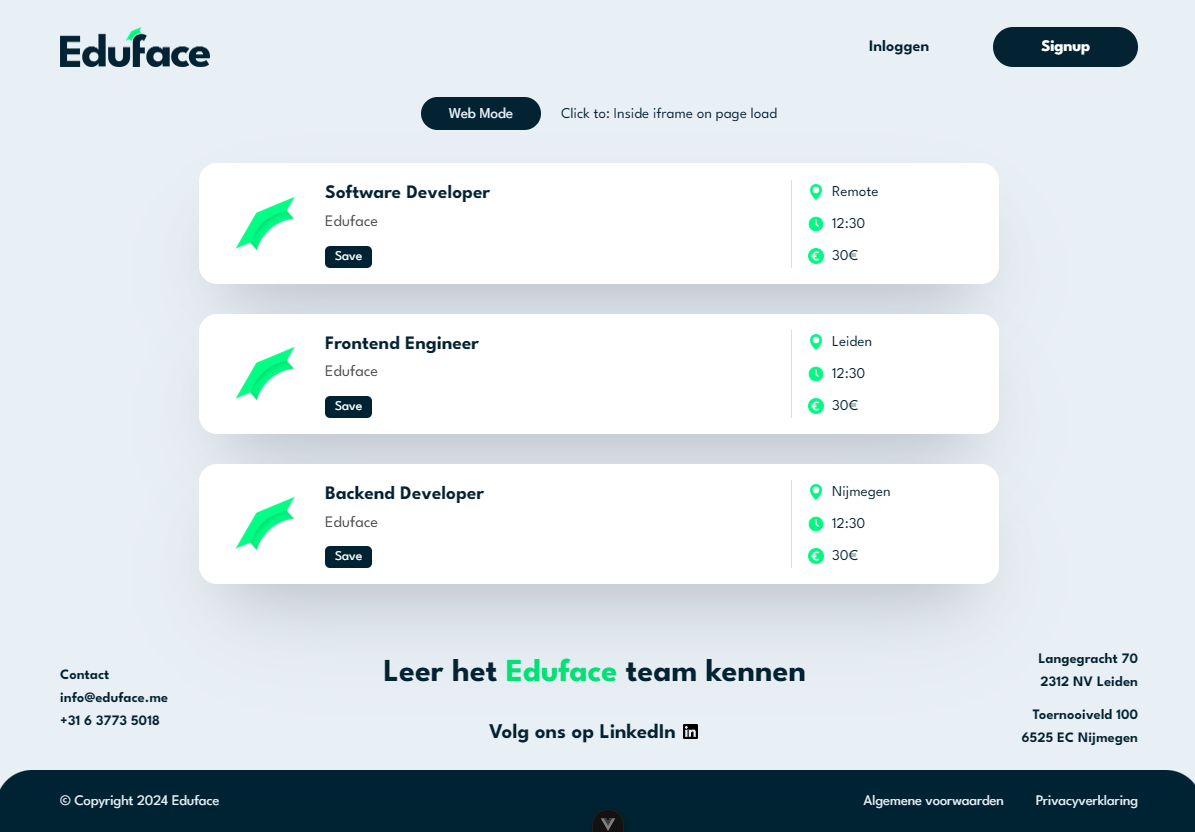 Eduface
Inloggen
Signup
Web Mode
Click to: Inside iframe on page load
Software Developer
Eduface
Save
Remote
12:30
30€
Frontend Engineer
Eduface
Save
Leiden
12:30
30€
Backend Developer
Eduface
Save
Nijmegen
12:30
30€
Contact
info@eduface.me
+31 6 3773 5018
Leer het Eduface team kennen
Volg ons op LinkedIn
Langegracht 70
2312 NV Leiden
Toernooiveld 100
6525 EC Nijmegen
© Copyright 2024 Eduface
Algemene voorwaarden
Privacyverklaring